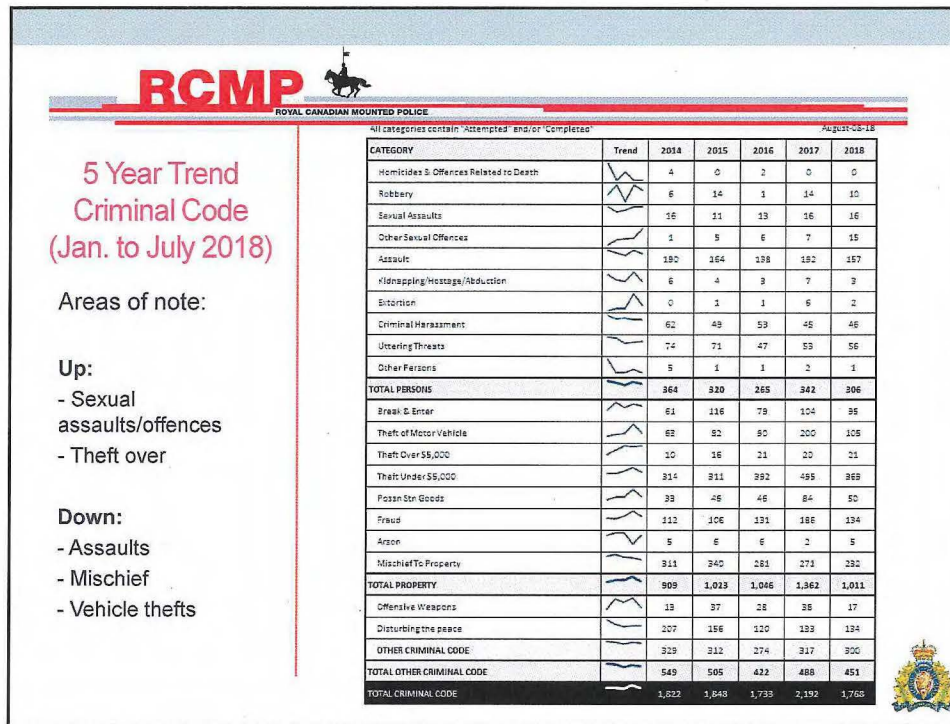 RCMP
ROYAL CANADIAN MOUNTED POLICE
5 Year Trend
Criminal Code
(Jan. to July 2018)
Areas of note:
Up:
- Sexual
assaults/offences
- Theft over
Down:
- Assaults
- Mischief
- Vehicle thefts
All categories contain "Attempted" and/or "Completed" August-08-18
CATEGORY Trend 2014 2015 2016 2017 2018
Homicides & Offences Related to Death 4 0 2 0 0
Robbery 6 14 1 14 10
Sexual Assaults 16 11 13 16 16
Other Sexual Offences 1 5 6 7 15
Assault 190 164 138 192 157
Kidnapping/Hostage/Abduction 6 4 3 7 3
Extortion 0 1 1 6 2
Criminal Harassment 62 49 53 45 46
Uttering Threats 74 71 47 53 56
Other Persons 5 1 1 2 1
TOTAL PERSONS 364 320 265 342 306
Break & Enter 61 116 79 104 95
Theft of Motor Vehicle 63 82 90 200 105
Theft Over $5,000 10 16 21 20 21
Theft Under $5,000 314 311 392 495 369
Possn Stn Goods 33 46 46 84 50
Fraud 112 106 131 186 134
Arson 5 6 6 2 5
Mischief To Property 311 340 281 271 232
TOTAL PROPERTY 909 1,023 1,046 1,362 1,011
Offensive Weapons 13 37 28 38 17
Disturbing the peace 207 156 120 133 134
OTHER CRIMINAL CODE 329 312 274 317 300
TOTAL OTHER CRIMINAL CODE 549 505 422 488 451
TOTAL CRIMINAL CODE 1,822 1,848 1,733 2,192 1,768